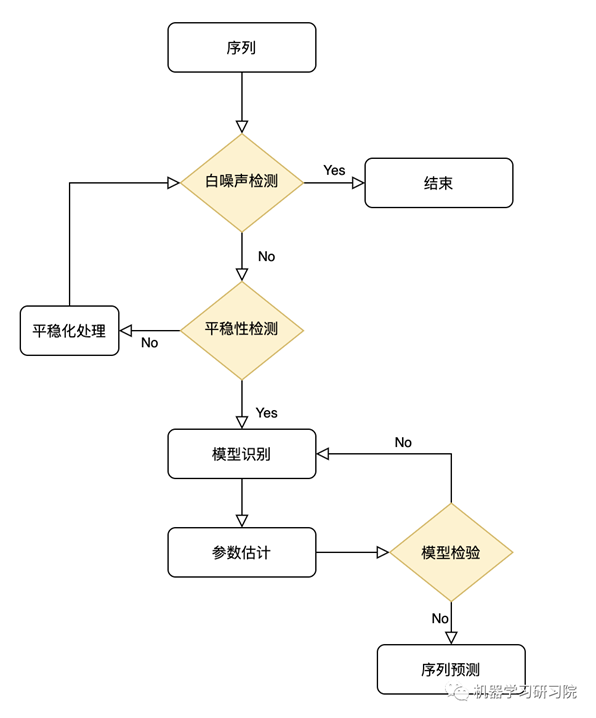 序列
白噪声检测
Yes
结束
No
平稳化处理
No
平稳性检测
Yes
模型识别
No
参数估计
模型检验
No
序列预测
机器学习研习院